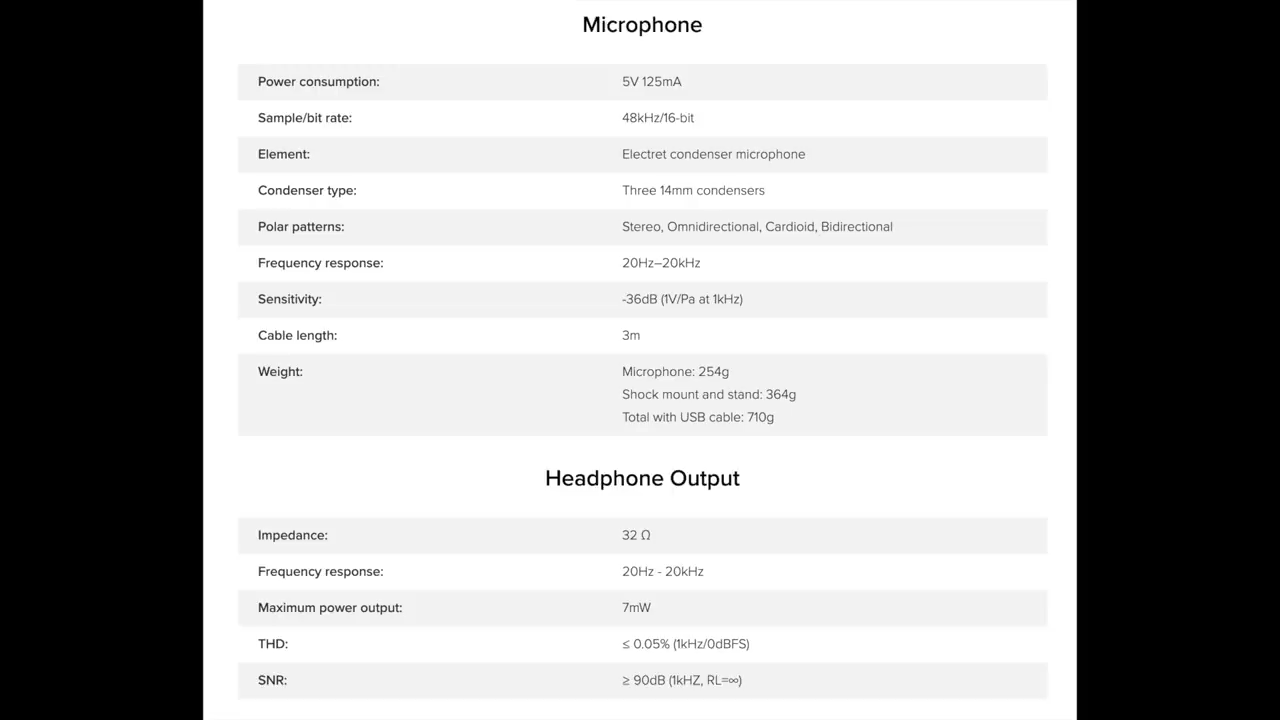 Microphone
Power consumption: 5V 125mA
Sample/bit rate: 48kHz/16-bit
Element: Electret condenser microphone
Condenser type: Three 14mm condensers
Polar patterns: Stereo, Omnidirectional, Cardioid, Bidirectional
Frequency response: 20Hz–20kHz
Sensitivity: -36dB (1V/Pa at 1kHz)
Cable length: 3m
Weight: Microphone: 254g
Shock mount and stand: 364g
Total with USB cable: 710g
Headphone Output
Impedance: 32 Ω
Frequency response: 20Hz - 20kHz
Maximum power output: 7mW
THD: ≤ 0.05% (1kHz/0dBFS)
SNR: ≥ 90dB (1kHZ, RL=∞)